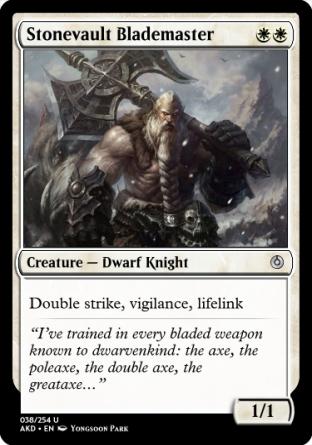 Stonevault Blademaster
Creature — Dwarf Knight
Double strike, vigilance, lifelink
“I’ve trained in every bladed weapon
known to dwarvenkind: the axe, the
poleaxe, the double axe, the
greataxe…”
1/1
038/254 U
AKD • EN Yongsoon Park